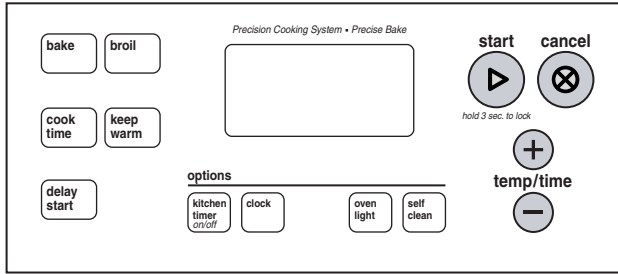 Precision Cooking System • Precise Bake
bake
broil
start
cancel
hold 3 sec. to lock
cook
time
keep
warm
temp/time
delay
start
options
kitchen
timer
on/off
clock
oven
light
self
clean